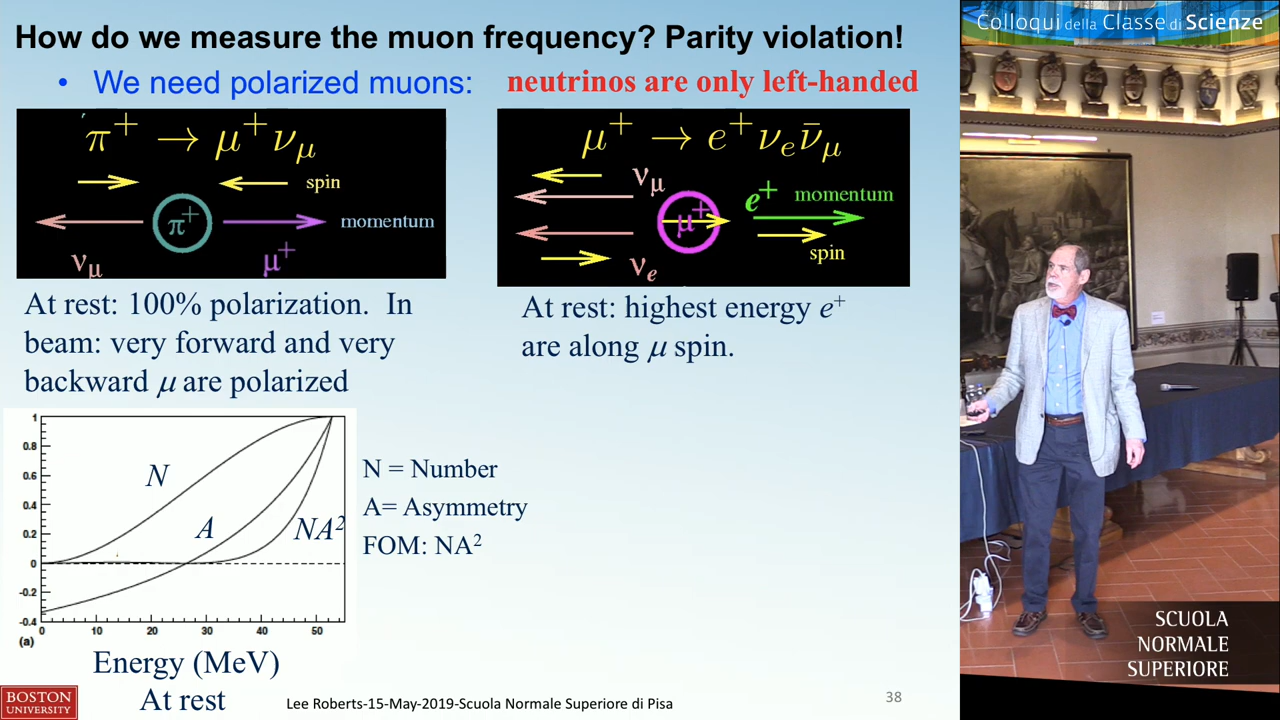 How do we measure the muon frequency? Parity violation!
• We need polarized muons: neutrinos are only left-handed
π⁺ → μ⁺ν_μ
spin
π⁺
momentum
ν_μ
μ⁺
μ⁺ → e⁺ν_eν̄_μ
ν_μ
μ⁺
e⁺
momentum
spin
ν_e
At rest: 100% polarization. In
beam: very forward and very
backward μ are polarized
At rest: highest energy e⁺
are along μ spin.
1
0.8
0.6
0.4
0.2
0
-0.2
-0.4
N
A
NA²
0 10 20 30 40 50
(a)
Energy (MeV)
At rest
N = Number
A= Asymmetry
FOM: NA²
BOSTON
UNIVERSITY
Lee Roberts-15-May-2019-Scuola Normale Superiore di Pisa
38
Colloqui della Classe di Scienze
SCUOLA
NORMALE
SUPERIORE